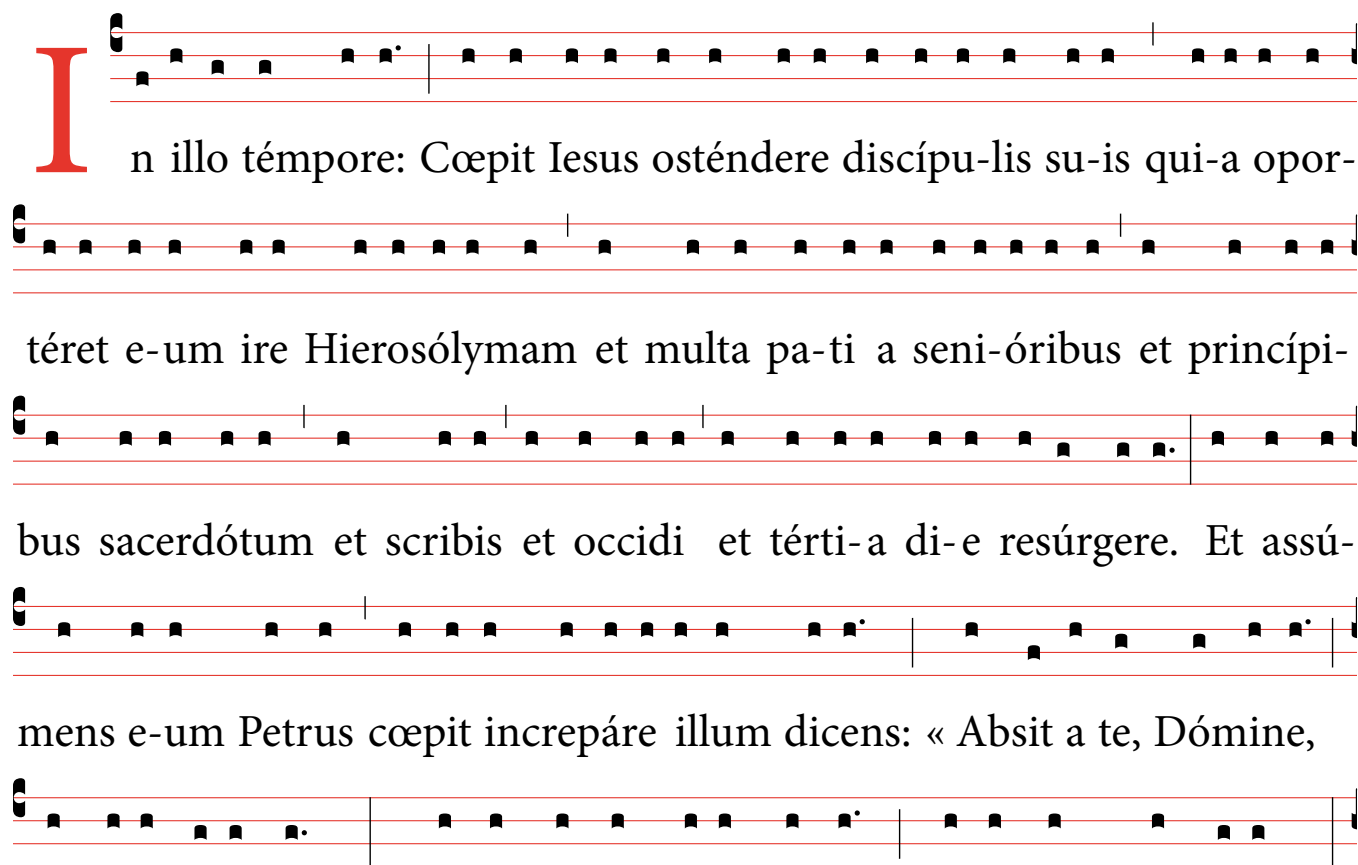 In illo témpore: Cœpit Iesus osténdere discípu-lis su-is qui-a opor-
téret e-um ire Hierosólymam et multa pa-ti a seni-óribus et princípi-
bus sacerdótum et scribis et occidi et térti-a di-e resúrgere. Et assú-
mens e-um Petrus cœpit increpáre illum dicens: « Absit a te, Dómine,